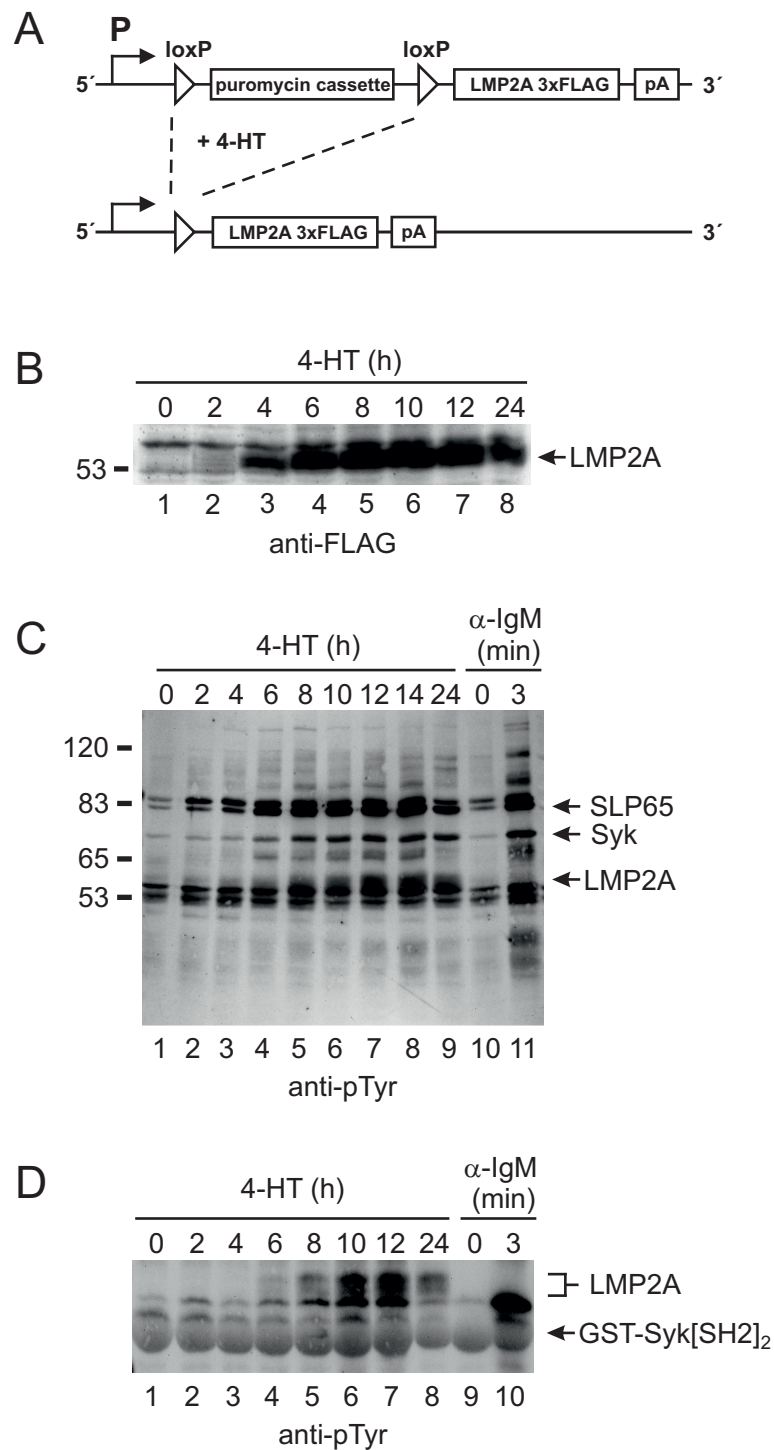 A
P
loxP loxP
5´ puromycin cassette LMP2A 3xFLAG pA 3´
+ 4-HT
5´ LMP2A 3xFLAG pA 3´
B
4-HT (h)
0 2 4 6 8 10 12 24
53
LMP2A
1 2 3 4 5 6 7 8
anti-FLAG
C
4-HT (h)
α-IgM
(min)
0 2 4 6 8 10 12 14 24 0 3
120
83
SLP65
Syk
65
LMP2A
53
1 2 3 4 5 6 7 8 9 10 11
anti-pTyr
D
4-HT (h)
α-IgM
(min)
0 2 4 6 8 10 12 24 0 3
LMP2A
GST-Syk[SH2]₂
1 2 3 4 5 6 7 8 9 10
anti-pTyr